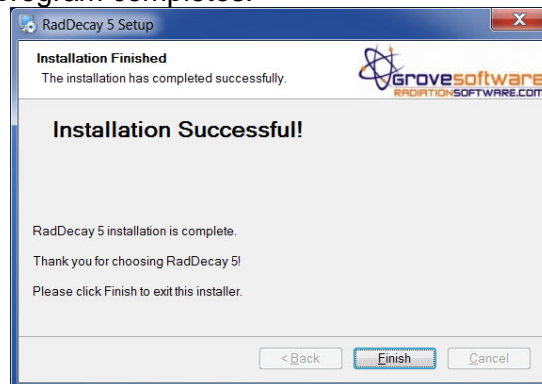 program completes.
RadDecay 5 Setup
X
Installation Finished
The installation has completed successfully.
Grovesoftware
RADIATIONSOFTWARE.COM
Installation Successful!
RadDecay 5 installation is complete.
Thank you for choosing RadDecay 5!
Please click Finish to exit this installer.
< Back Finish Cancel